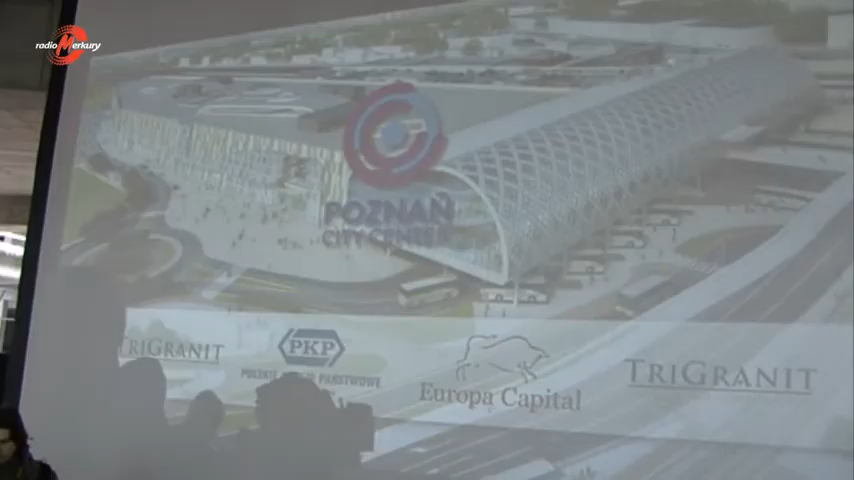 radio Merkury
POZNAŃ
CITY CENTER
TRIGRANIT
PKP
POLSKIE KOLEJE PAŃSTWOWE
Europa Capital
TRIGRANIT